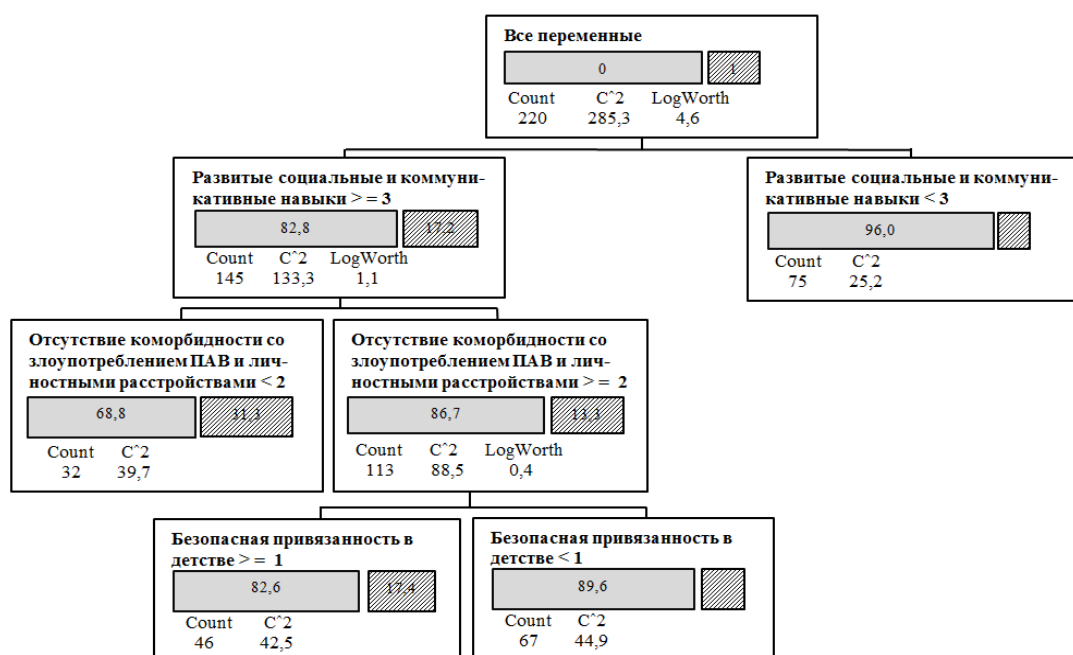 Все переменные
0 1
Count C^2 LogWorth
220 285,3 4,6
Развитые социальные и коммуни-
кативные навыки > = 3
82,8 17,2
Count C^2 LogWorth
145 133,3 1,1
Развитые социальные и коммуни-
кативные навыки < 3
96,0
Count C^2
75 25,2
Отсутствие коморбидности со
злоупотреблением ПАВ и лич-
ностными расстройствами < 2
68,8 31,3
Count C^2
32 39,7
Отсутствие коморбидности со
злоупотреблением ПАВ и лич-
ностными расстройствами > = 2
86,7 13,3
Count C^2 LogWorth
113 88,5 0,4
Безопасная привязанность в
детстве > = 1
82,6 17,4
Count C^2
46 42,5
Безопасная привязанность в
детстве < 1
89,6
Count C^2
67 44,9